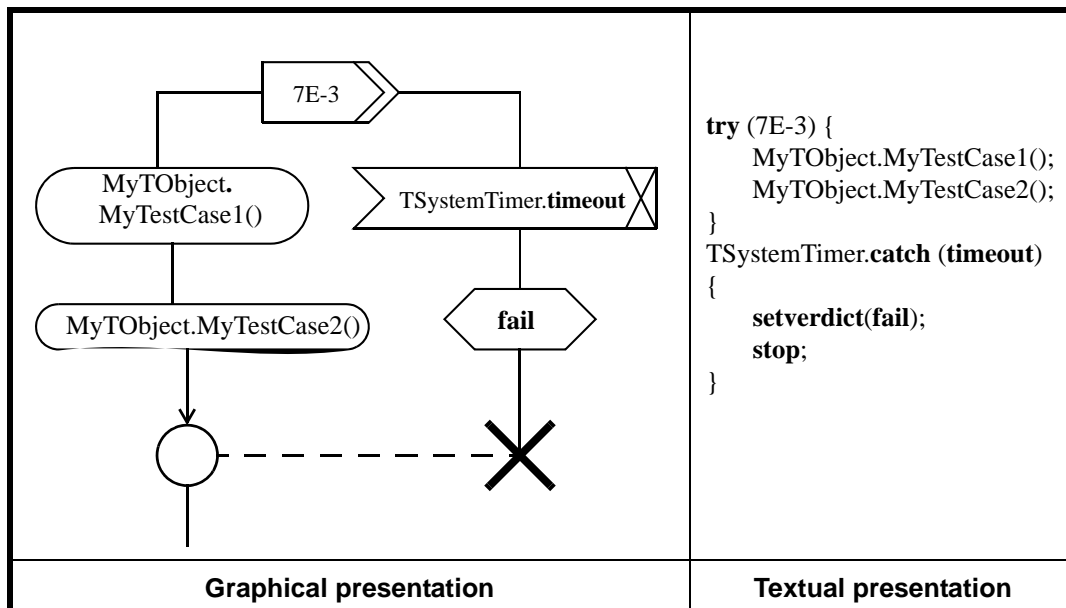 7E-3
MyTObject.
MyTestCase1()
TSystemTimer.timeout
MyTObject.MyTestCase2()
fail
try (7E-3) {
MyTObject.MyTestCase1();
MyTObject.MyTestCase2();
}
TSystemTimer.catch (timeout)
{
setverdict(fail);
stop;
}
Graphical presentation
Textual presentation